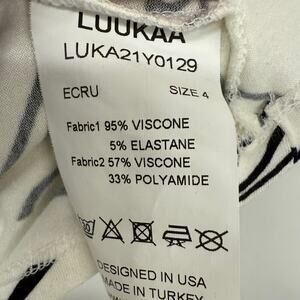 LUUKAA
LUKA21Y0129
ECRU SIZE 4
Fabric1 95% VISCONE
5% ELASTANE
Fabric2 57% VISCONE
33% POLYAMIDE
DESIGNED IN USA
MADE IN TURKEY